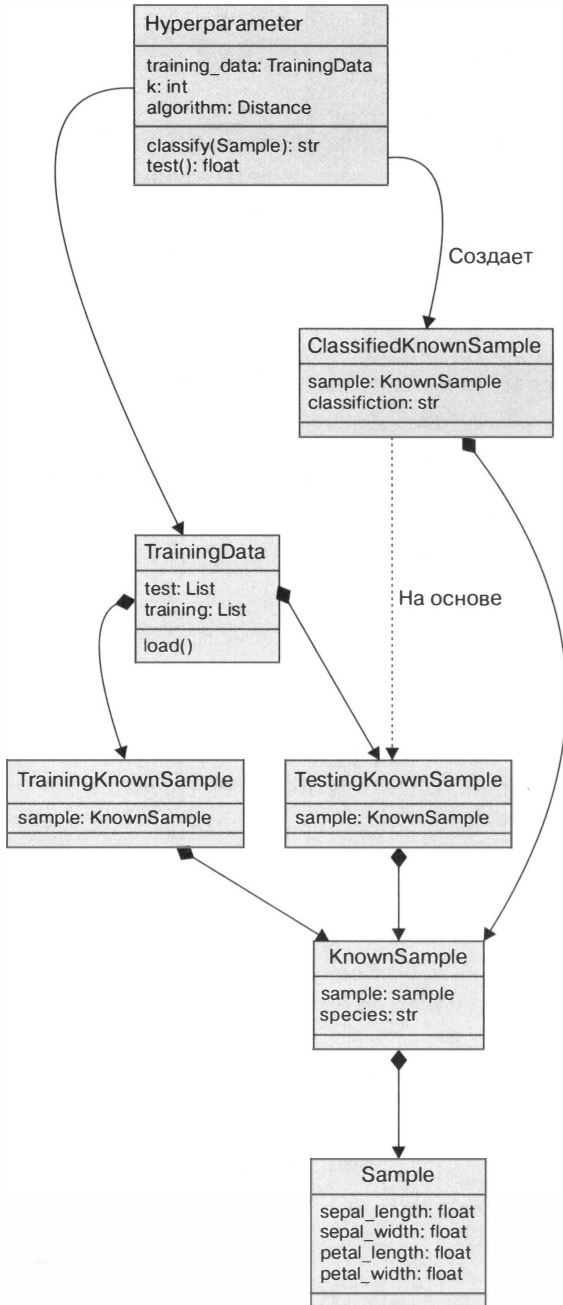 Hyperparameter
training_data: TrainingData
k: int
algorithm: Distance
classify(Sample): str
test(): float
Создает
ClassifiedKnownSample
sample: KnownSample
classifiction: str
TrainingData
test: List
training: List
load()
На основе
TrainingKnownSample
sample: KnownSample
TestingKnownSample
sample: KnownSample
KnownSample
sample: sample
species: str
Sample
sepal_length: float
sepal_width: float
petal_length: float
petal_width: float